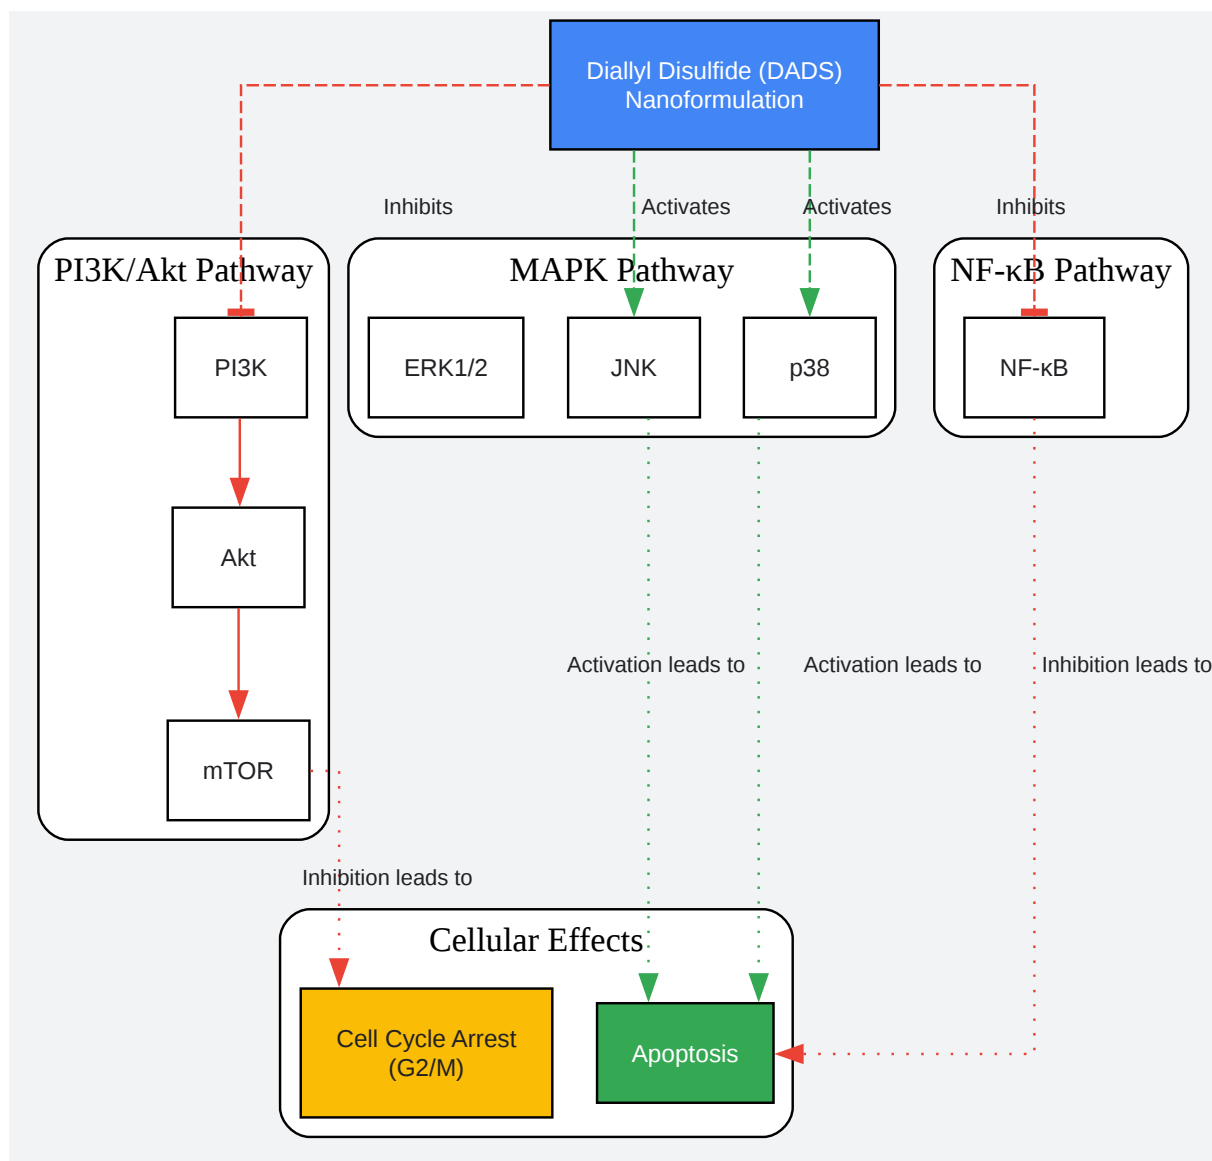 Diallyl Disulfide (DADS)
Nanoformulation
Inhibits
Activates
Activates
Inhibits
PI3K/Akt Pathway
MAPK Pathway
NF-κB Pathway
PI3K
ERK1/2
JNK
p38
NF-κB
Akt
Activation leads to
Activation leads to
Inhibition leads to
mTOR
Inhibition leads to
Cellular Effects
Cell Cycle Arrest
(G2/M)
Apoptosis